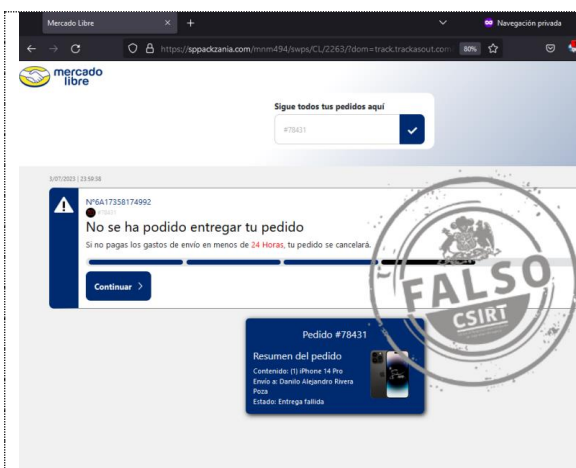 Mercado Libre
Navegación privada
https://sppackzania.com/mnm494/swps/CL/2263/?dom=track.trackasout.com
80%
mercado
libre
Sigue todos tus pedidos aquí
#78431
3/07/2023 | 23:59:38
N°6A17358174992
#78431
No se ha podido entregar tu pedido
Si no pagas los gastos de envío en menos de 24 Horas, tu pedido se cancelará.
Continuar
FALSO
CSIRT
Pedido #78431
Resumen del pedido
Contenido: (1) iPhone 14 Pro
Envío a: Danilo Alejandro Rivera
Poza
Estado: Entrega fallida